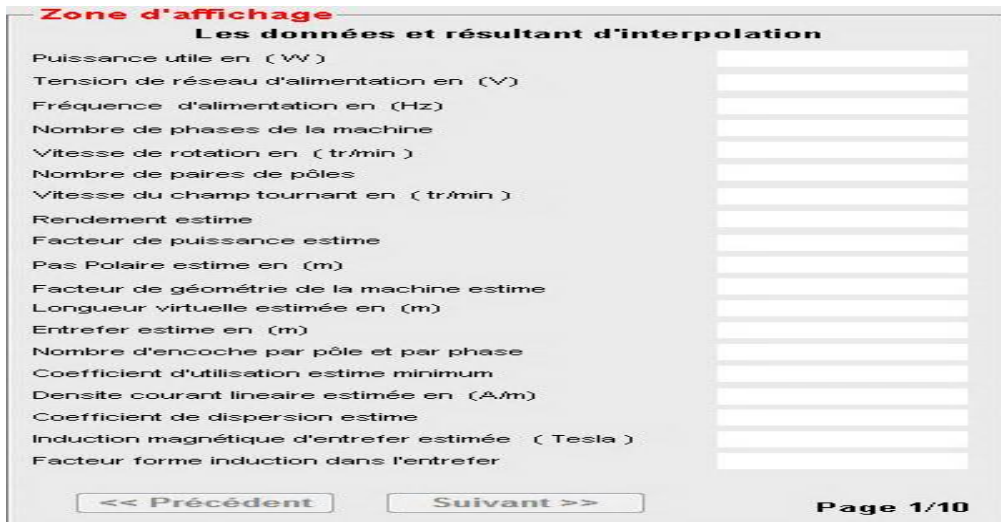 Zone d'affichage
Les données et résultant d'interpolation
Puissance utile en ( W )
Tension de réseau d'alimentation en (V)
Fréquence d'alimentation en (Hz)
Nombre de phases de la machine
Vitesse de rotation en ( tr/min )
Nombre de paires de pôles
Vitesse du champ tournant en ( tr/min )
Rendement estime
Facteur de puissance estime
Pas Polaire estime en (m)
Facteur de géométrie de la machine estime
Longueur virtuelle estimée en (m)
Entrefer estime en (m)
Nombre d'encoche par pôle et par phase
Coefficient d'utilisation estime minimum
Densite courant lineaire estimée en (A/m)
Coefficient de dispersion estime
Induction magnétique d'entrefer estimée ( Tesla )
Facteur forme induction dans l'entrefer
<< Précédent Suivant >> Page 1/10